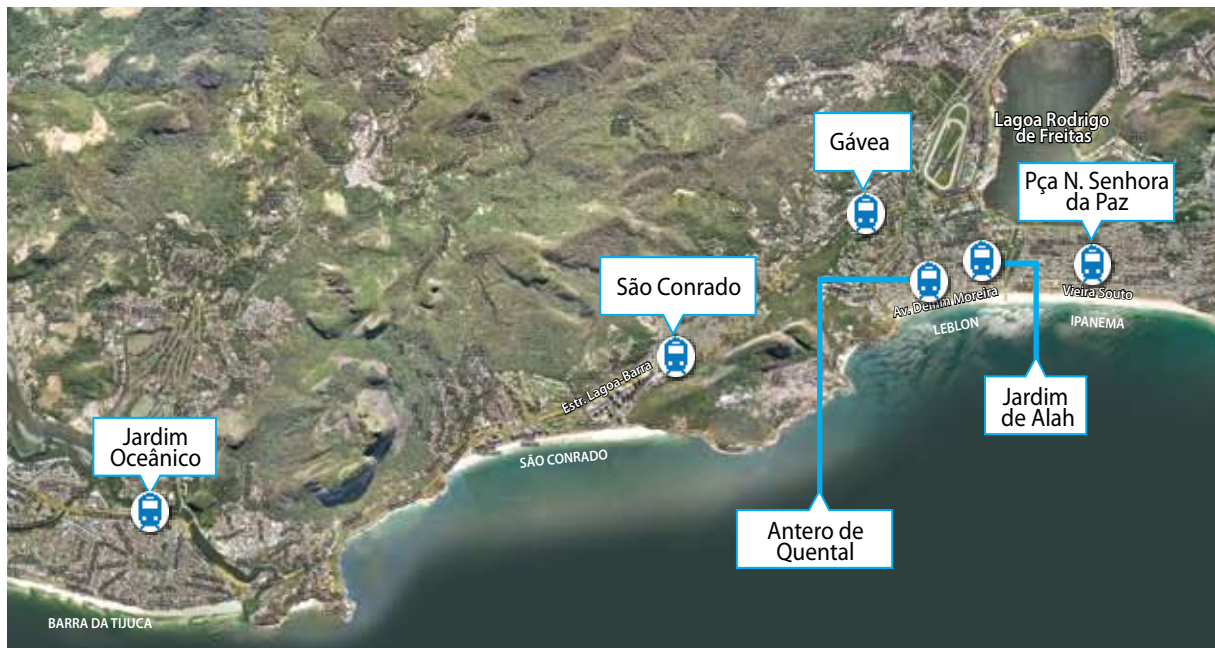 Lagoa Rodrigo
de Freitas
Gávea
Pça N. Senhora
da Paz
São Conrado
Av. Delfim Moreira
Vieira Souto
LEBLON
IPANEMA
Estr. Lagoa-Barra
Jardim
de Alah
Jardim
Oceânico
SÃO CONRADO
Antero de
Quental
BARRA DA TIJUCA